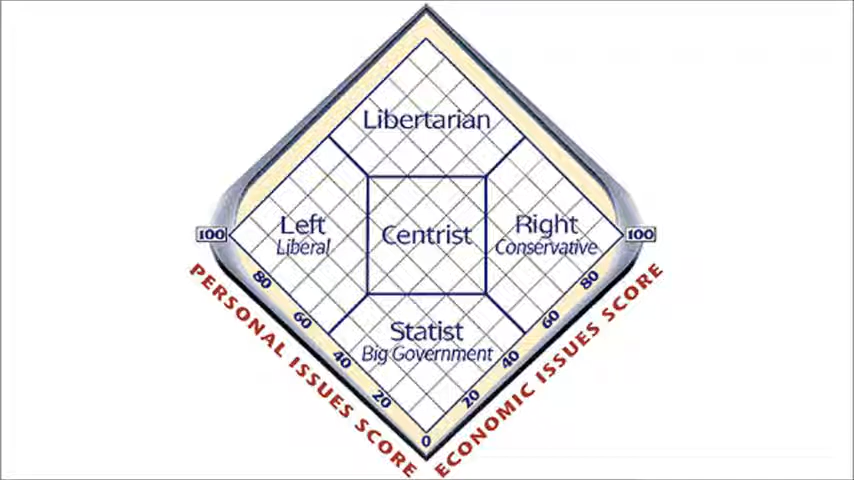 Libertarian
Left
Liberal
Centrist
Right
Conservative
100
100
80
80
60
60
Statist
Big Government
40
40
20
20
0
PERSONAL ISSUES SCORE
ECONOMIC ISSUES SCORE